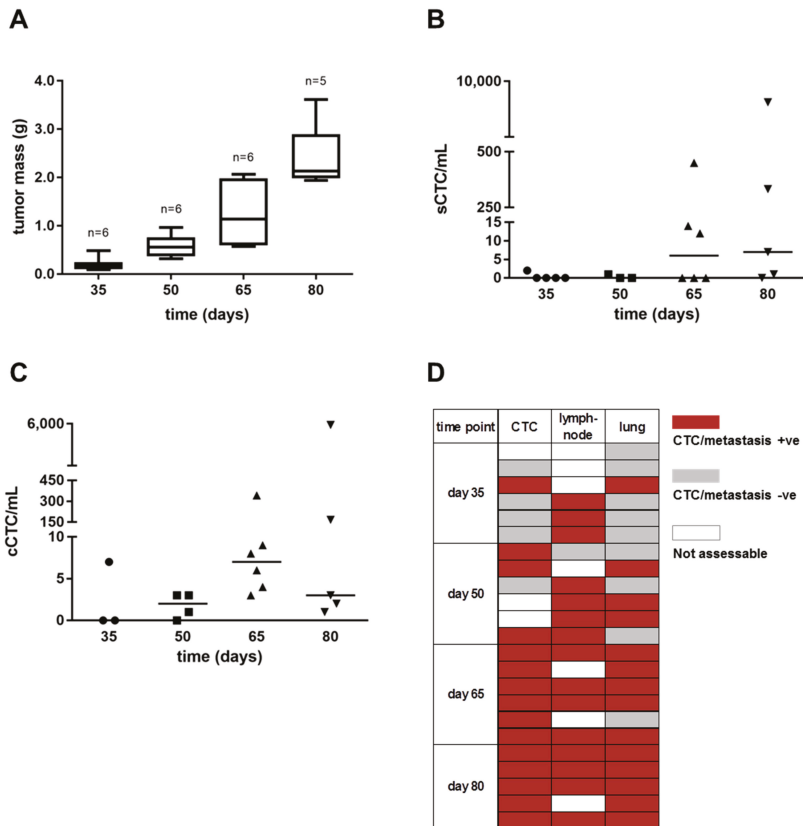 A
n=6
n=6
n=6
n=5
4.0
3.0
2.0
1.0
0.0
tumor mass (g)
35 50 65 80
time (days)
B
10,000
500
250
15
10
5
0
sCTC/mL
35 50 65 80
time (days)
C
6,000
450
300
150
10
5
0
cCTC/mL
35 50 65 80
time (days)
D
time point CTC lymph-
node lung
day 35
day 50
day 65
day 80
CTC/metastasis +ve
CTC/metastasis -ve
Not assessable